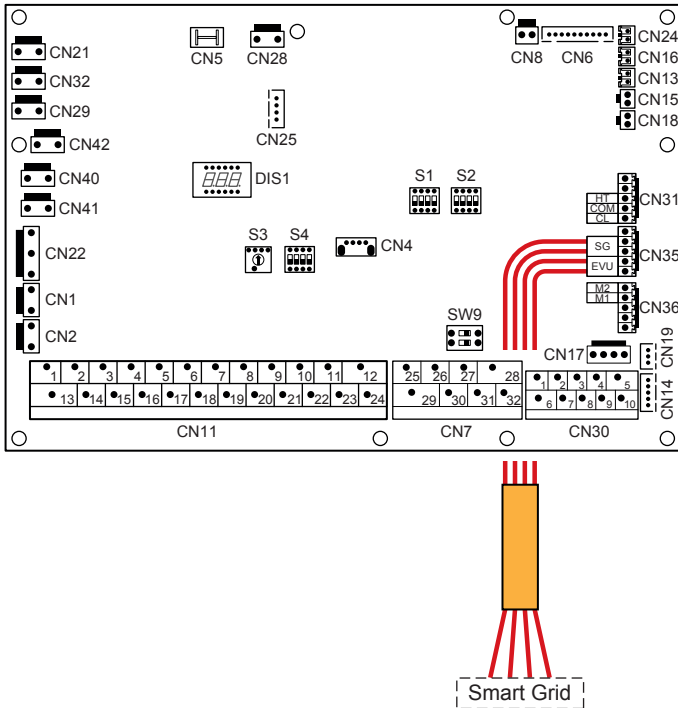 CN21
CN5
CN28
CN8
CN6
CN24
CN32
CN16
CN29
CN13
CN15
CN25
CN18
CN42
CN40
DIS1
S1
S2
CN41
HT
COM
CL
CN31
CN22
S3
S4
CN4
SG
EVU
CN35
CN1
M2
M1
CN36
CN2
SW9
CN17
CN19
1 2 3 4 5 6 7 8 9 10 11 12
13 14 15 16 17 18 19 20 21 22 23 24
25 26 27 28
29 30 31 32
1 2 3 4 5
6 7 8 9 10
CN14
CN11
CN7
CN30
Smart Grid